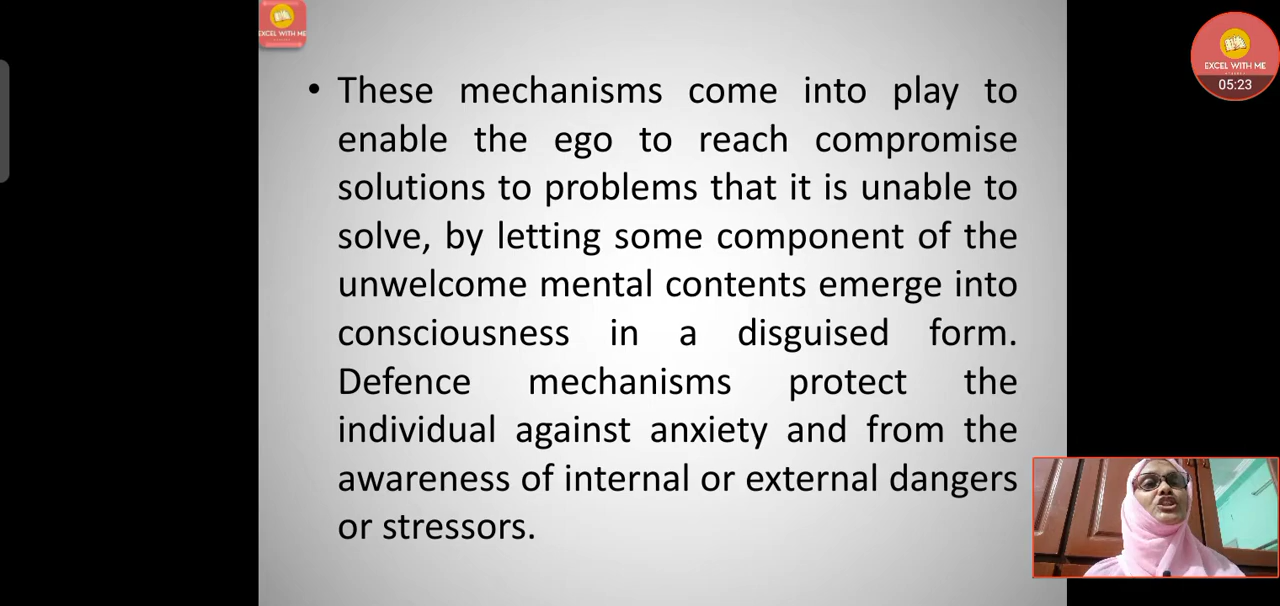 EXCEL WITH ME
EXCEL WITH ME
05:23
• These mechanisms come into play to
enable the ego to reach compromise
solutions to problems that it is unable to
solve, by letting some component of the
unwelcome mental contents emerge into
consciousness in a disguised form.
Defence mechanisms protect the
individual against anxiety and from the
awareness of internal or external dangers
or stressors.